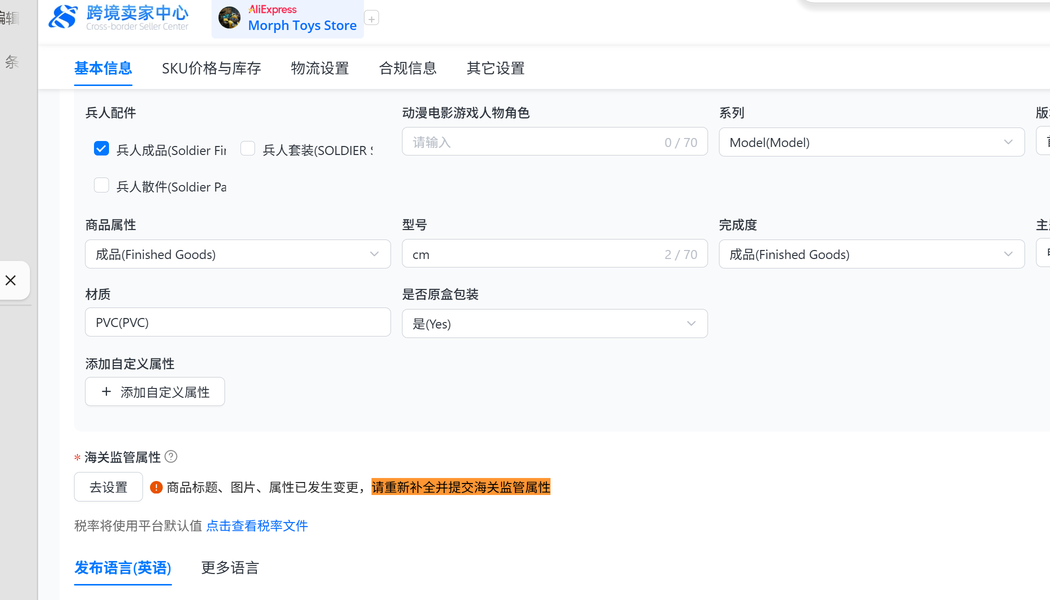 编辑
条
跨境卖家中心
Cross-border Seller Center
AliExpress
Morph Toys Store
基本信息 SKU价格与库存 物流设置 合规信息 其它设置
兵人配件 动漫电影游戏人物角色 系列
兵人成品(Soldier Fin 兵人套装(SOLDIER S
请输入 0 / 70 Model(Model)
兵人散件(Soldier Pa
商品属性 型号 完成度
成品(Finished Goods) cm 2 / 70 成品(Finished Goods)
材质 是否原盒包装
PVC(PVC) 是(Yes)
添加自定义属性
+ 添加自定义属性
* 海关监管属性
去设置 商品标题、图片、属性已发生变更，请重新补全并提交海关监管属性
税率将使用平台默认值 点击查看税率文件
发布语言(英语) 更多语言